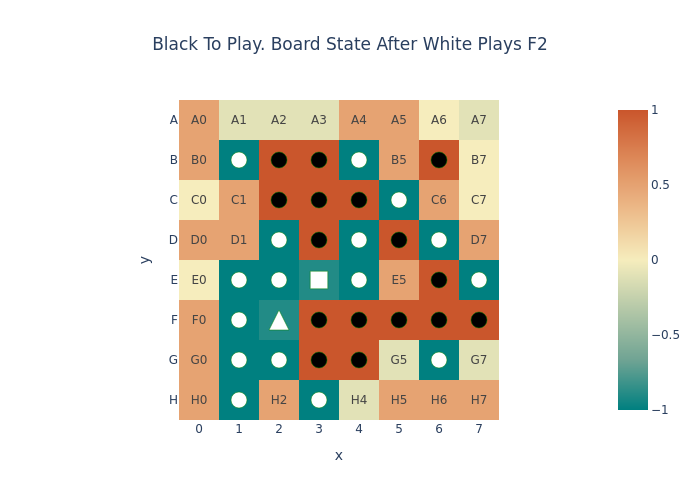 Black To Play. Board State After White Plays F2
A A0 A1 A2 A3 A4 A5 A6 A7
B B0 B5 B7
C C0 C1 C6 C7
D D0 D1 D7
E E0 E5
F F0
G G0 G5 G7
H H0 H2 H4 H5 H6 H7
0 1 2 3 4 5 6 7
x
y
1
0.5
0
−0.5
−1